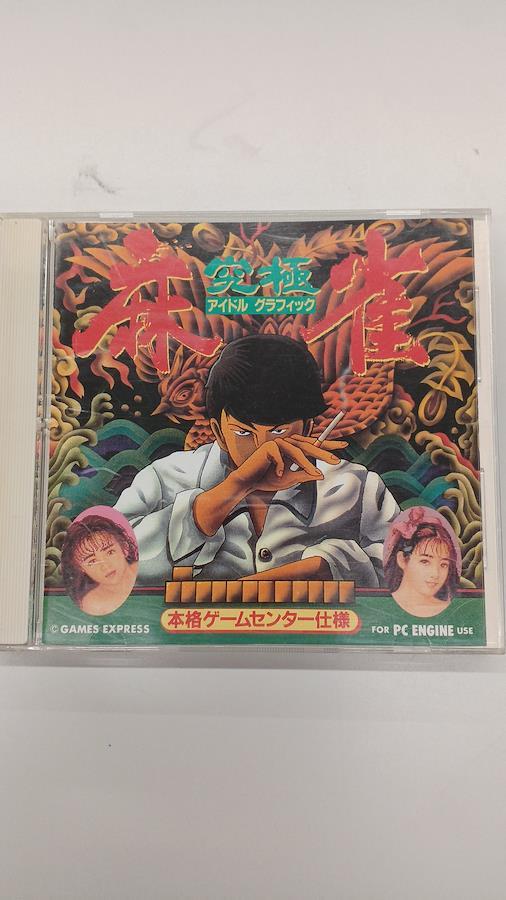 究極
麻雀
アイドル グラフィック
本格ゲームセンター仕様
© GAMES EXPRESS
FOR PC ENGINE USE